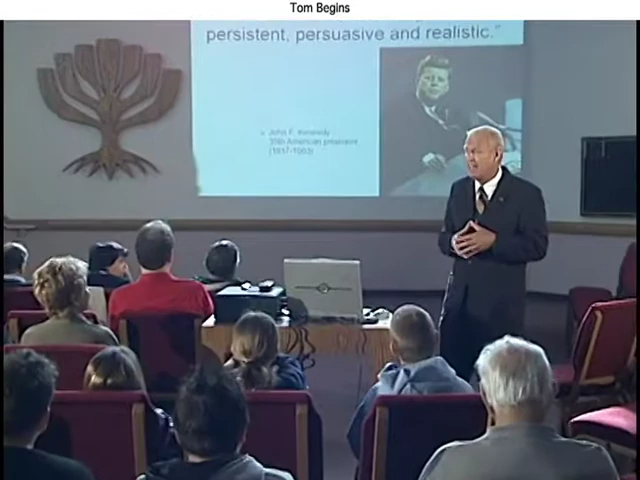 Tom Begins
persistent, persuasive and realistic."
John F. Kennedy
35th American president
(1917-1963)